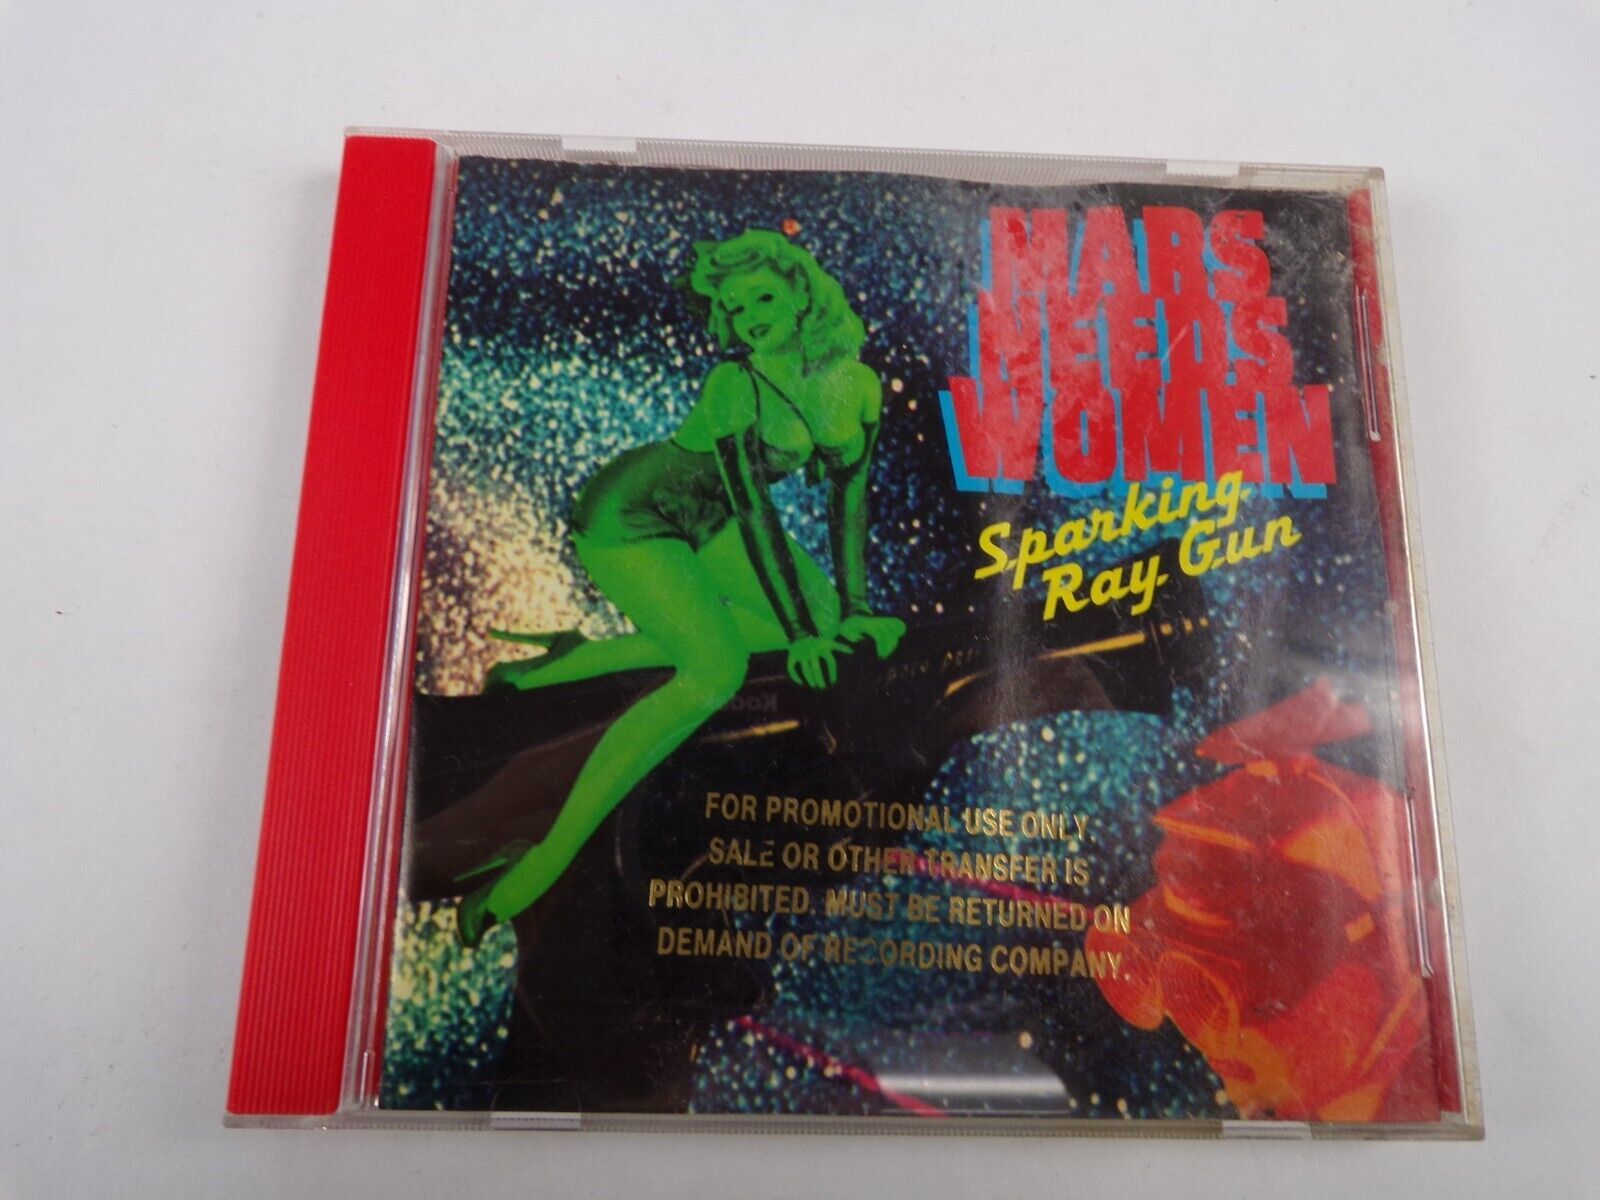 MARS
NEEDS
WOMEN
Sparking
Ray Gun
Kodak
FOR PROMOTIONAL USE ONLY.
SALE OR OTHER TRANSFER IS
PROHIBITED. MUST BE RETURNED ON
DEMAND OF RECORDING COMPANY.